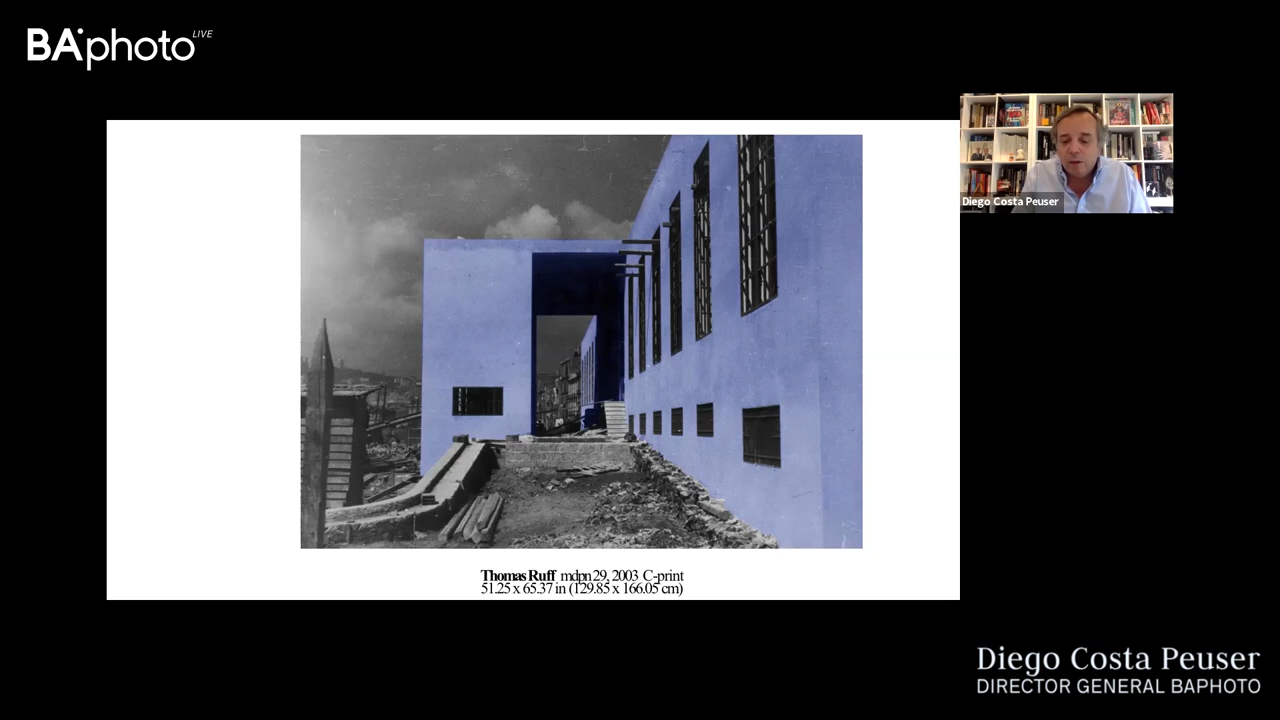 BAphoto LIVE
Diego Costa Peuser
Thomas Ruff mdpn 29, 2003 C-print
51.25 x 65.37 in (129.85 x 166.05 cm)
Diego Costa Peuser
DIRECTOR GENERAL BAPHOTO